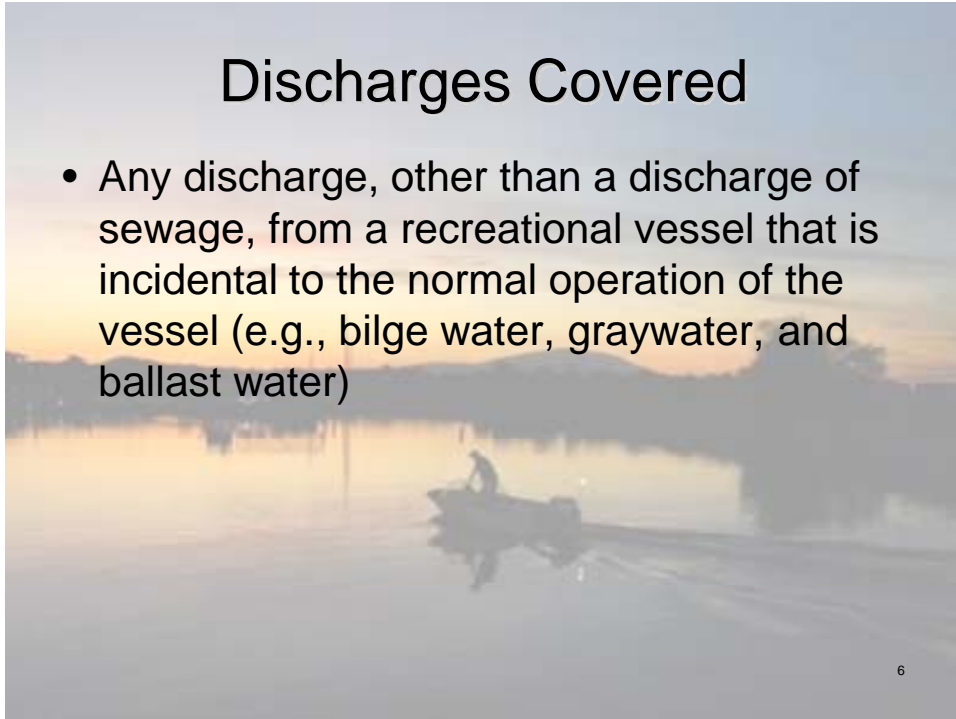 Discharges Covered
• Any discharge, other than a discharge of
sewage, from a recreational vessel that is
incidental to the normal operation of the
vessel (e.g., bilge water, graywater, and
ballast water)
6